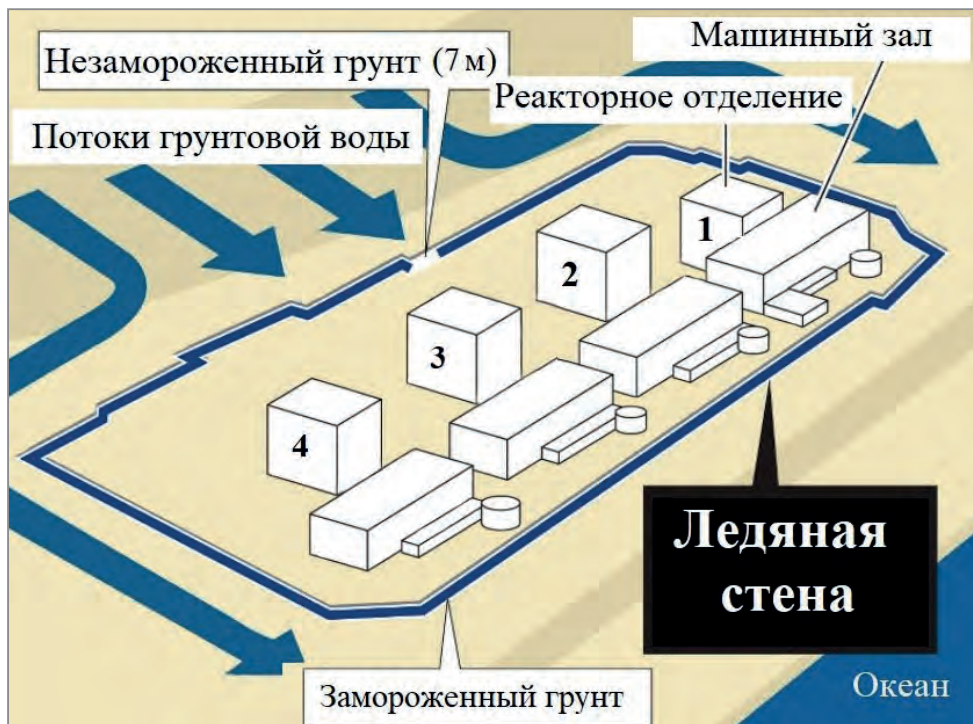 Машинный зал
Незамороженный грунт (7 м)
Реакторное отделение
Потоки грунтовой воды
1
2
3
4
Ледяная
стена
Замороженный грунт
Океан